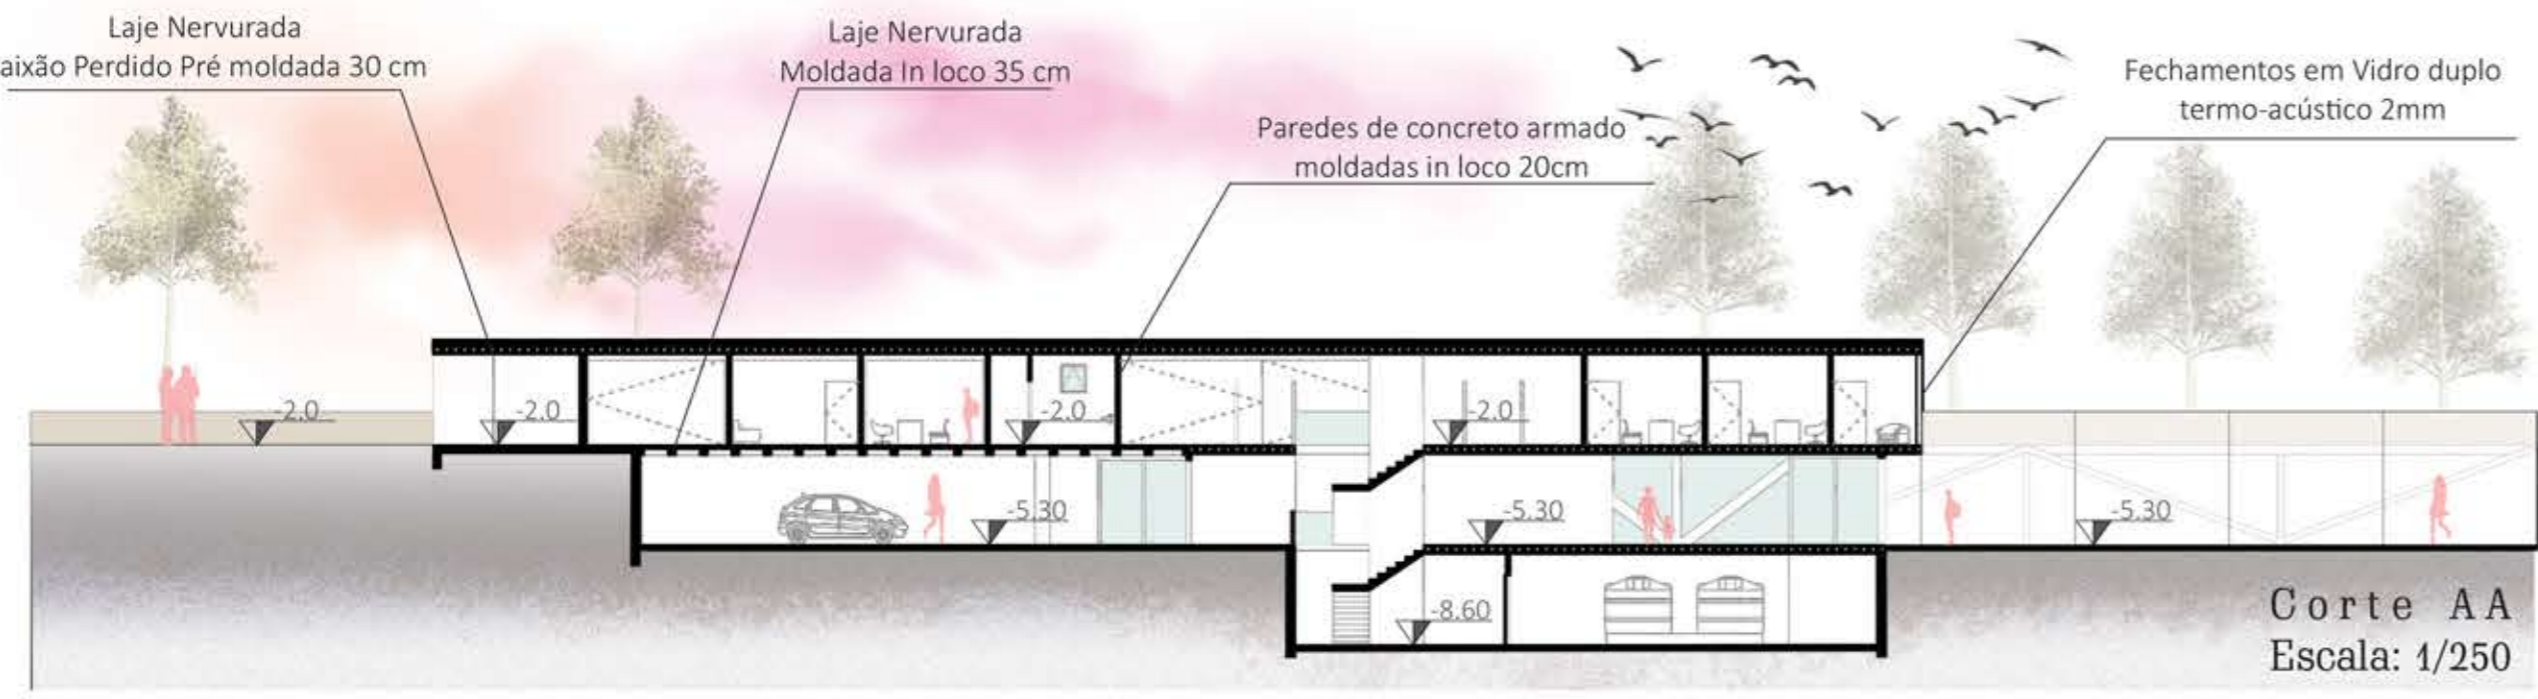 Laje Nervurada
aixão Perdido Pré moldada 30 cm
Laje Nervurada
Moldada In loco 35 cm
Paredes de concreto armado
moldadas in loco 20cm
Fechamentos em Vidro duplo
termo-acústico 2mm
-2.0
-2.0
-2.0
-2.0
-5.30
-5.30
-5.30
-8.60
Corte AA
Escala: 1/250